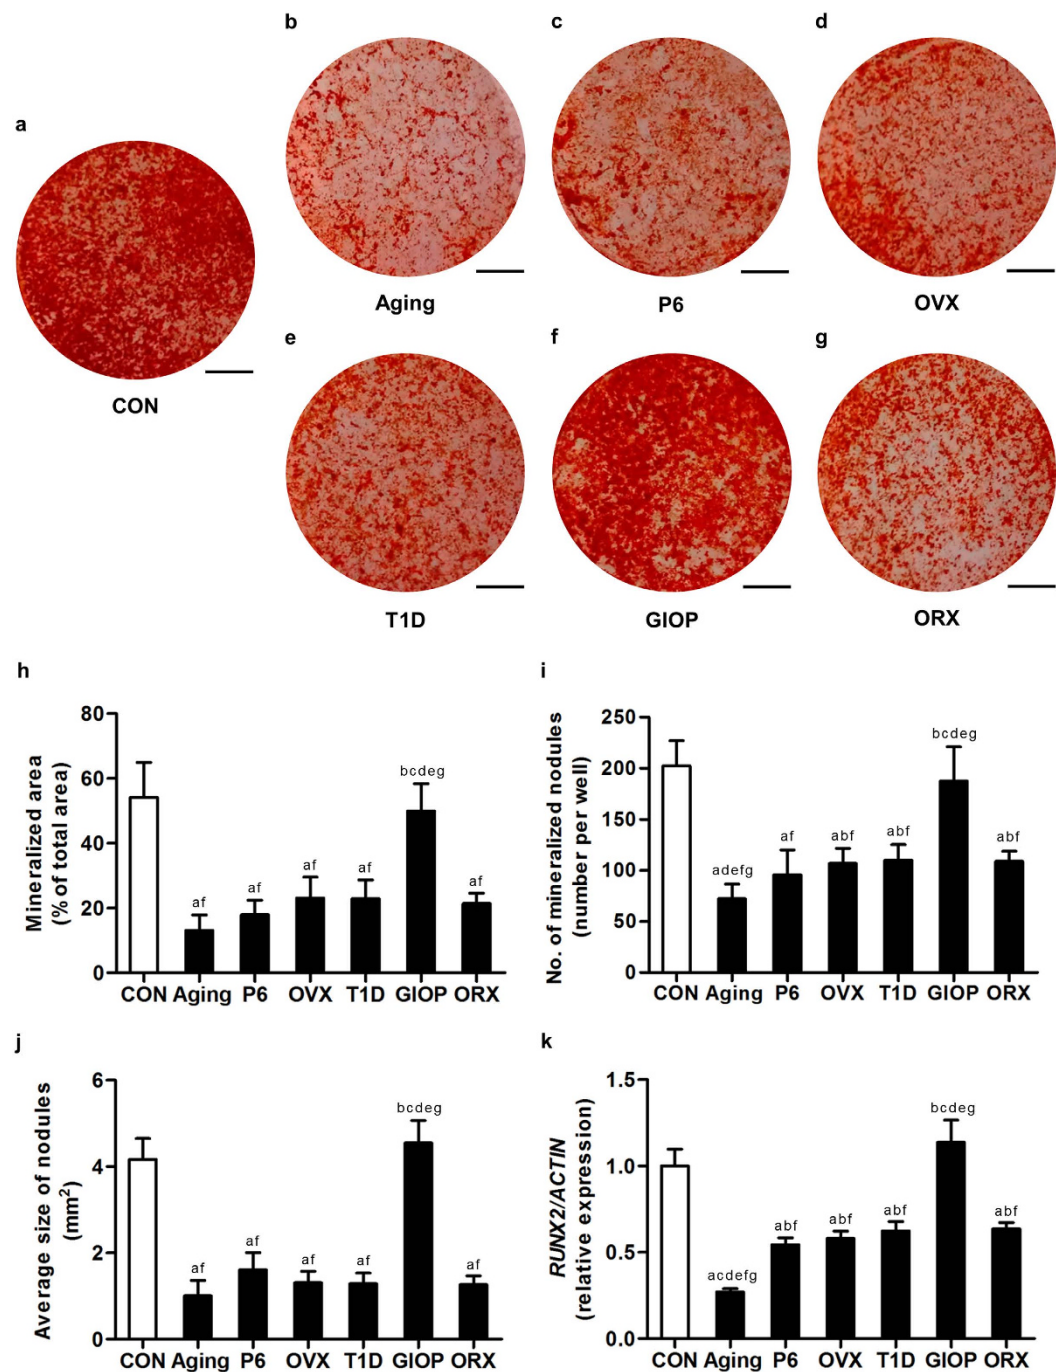 a
CON
b
Aging
c
P6
d
OVX
e
T1D
f
GIOP
g
ORX
h
Mineralized area
(% of total area)
80
60
40
20
0
af
af
af
af
bcdeg
af
CON Aging P6 OVX T1D GIOP ORX
i
No. of mineralized nodules
(number per well)
250
200
150
100
50
0
adefg
af
abf
abf
bcdeg
abf
CON Aging P6 OVX T1D GIOP ORX
j
Average size of nodules
(mm²)
6
4
2
0
af
af
af
af
bcdeg
af
CON Aging P6 OVX T1D GIOP ORX
k
RUNX2/ACTIN
(relative expression)
1.5
1.0
0.5
0.0
acdefg
abf
abf
abf
bcdeg
abf
CON Aging P6 OVX T1D GIOP ORX